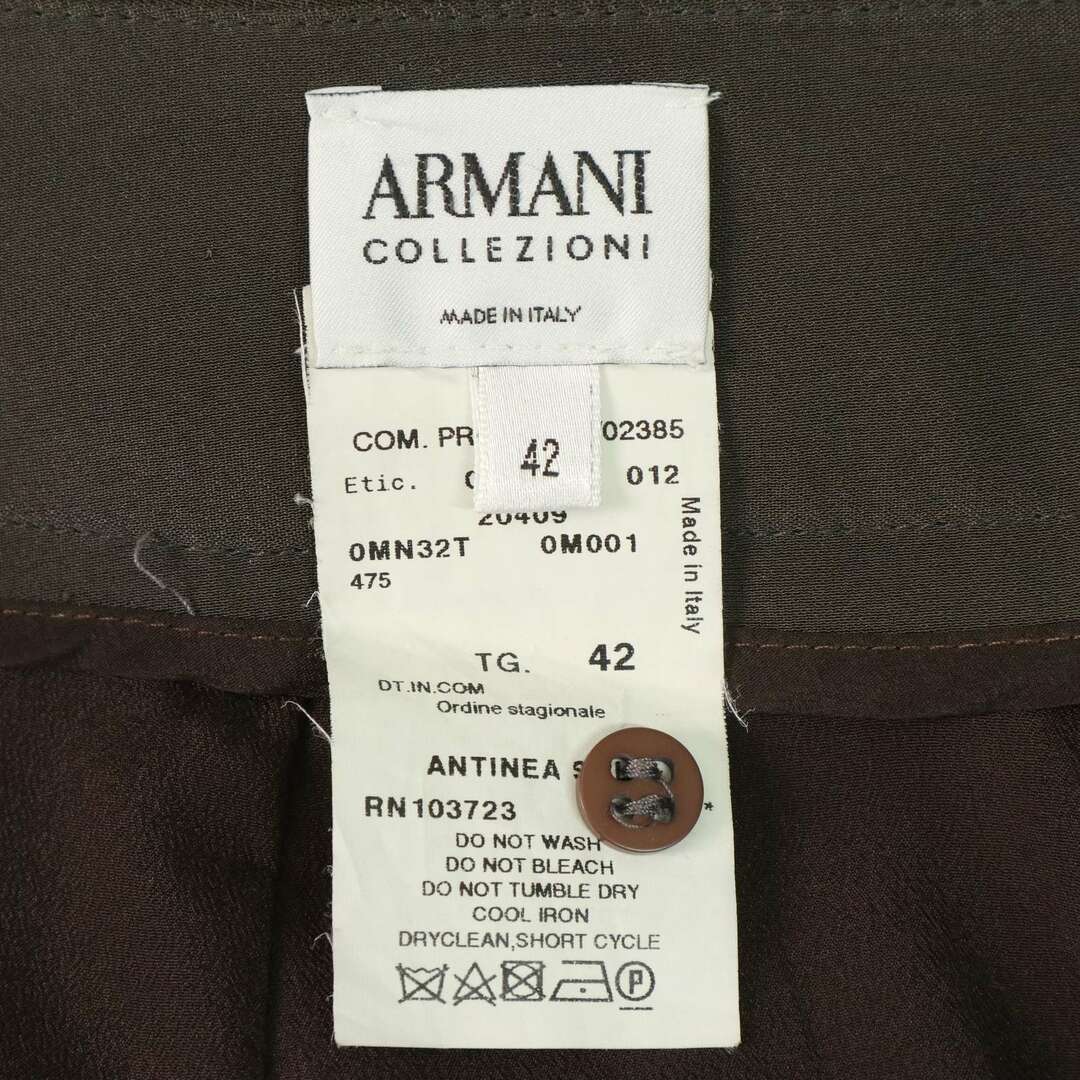 ARMANI
COLLEZIONI
MADE IN ITALY
42
COM. 02385
Etic. 012
20409
0MN32T 0M001
475
Made in Italy
TG. 42
DT.IN.COM
Ordine stagionale
ANTINEA
RN103723 *
DO NOT WASH
DO NOT BLEACH
DO NOT TUMBLE DRY
COOL IRON
DRYCLEAN,SHORT CYCLE
P